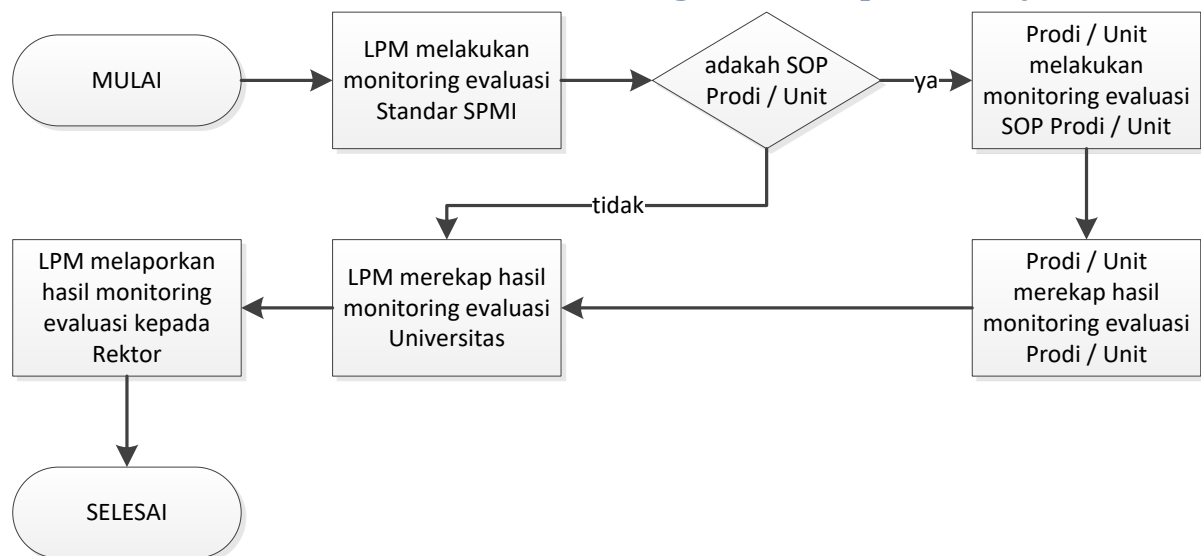 MULAI
LPM melakukan
monitoring evaluasi
Standar SPMI
adakah SOP
Prodi / Unit
ya
Prodi / Unit
melakukan
monitoring evaluasi
SOP Prodi / Unit
tidak
LPM melaporkan
hasil monitoring
evaluasi kepada
Rektor
LPM merekap hasil
monitoring evaluasi
Universitas
Prodi / Unit
merekap hasil
monitoring evaluasi
Prodi / Unit
SELESAI